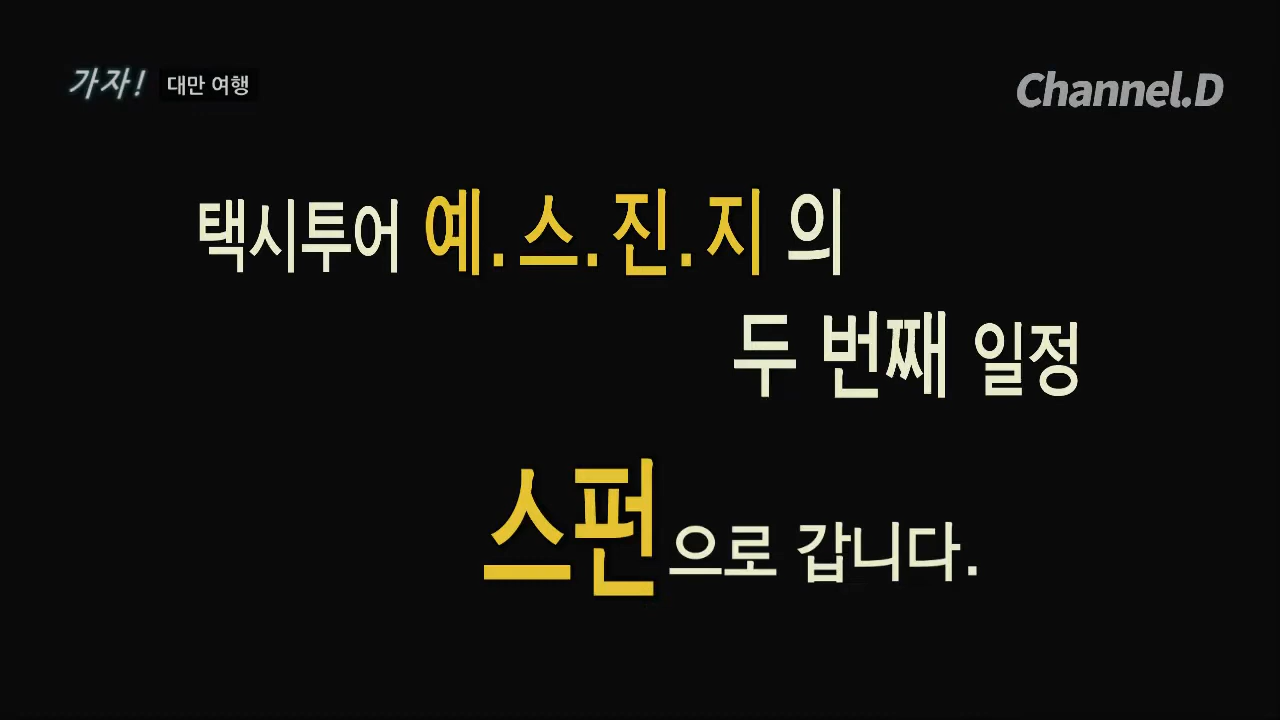 가자! 대만 여행
Channel.D
택시투어 예.스.진.지의
두 번째 일정
스펀으로 갑니다.